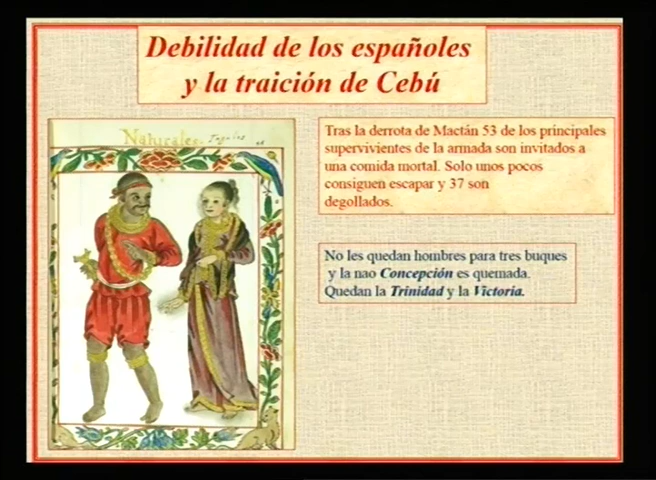 Debilidad de los españoles
y la traición de Cebú
Naturales Tagalos
Tras la derrota de Mactán 53 de los principales
supervivientes de la armada son invitados a
una comida mortal. Solo unos pocos
consiguen escapar y 37 son
degollados.
No les quedan hombres para tres buques
y la nao Concepción es quemada.
Quedan la Trinidad y la Victoria.